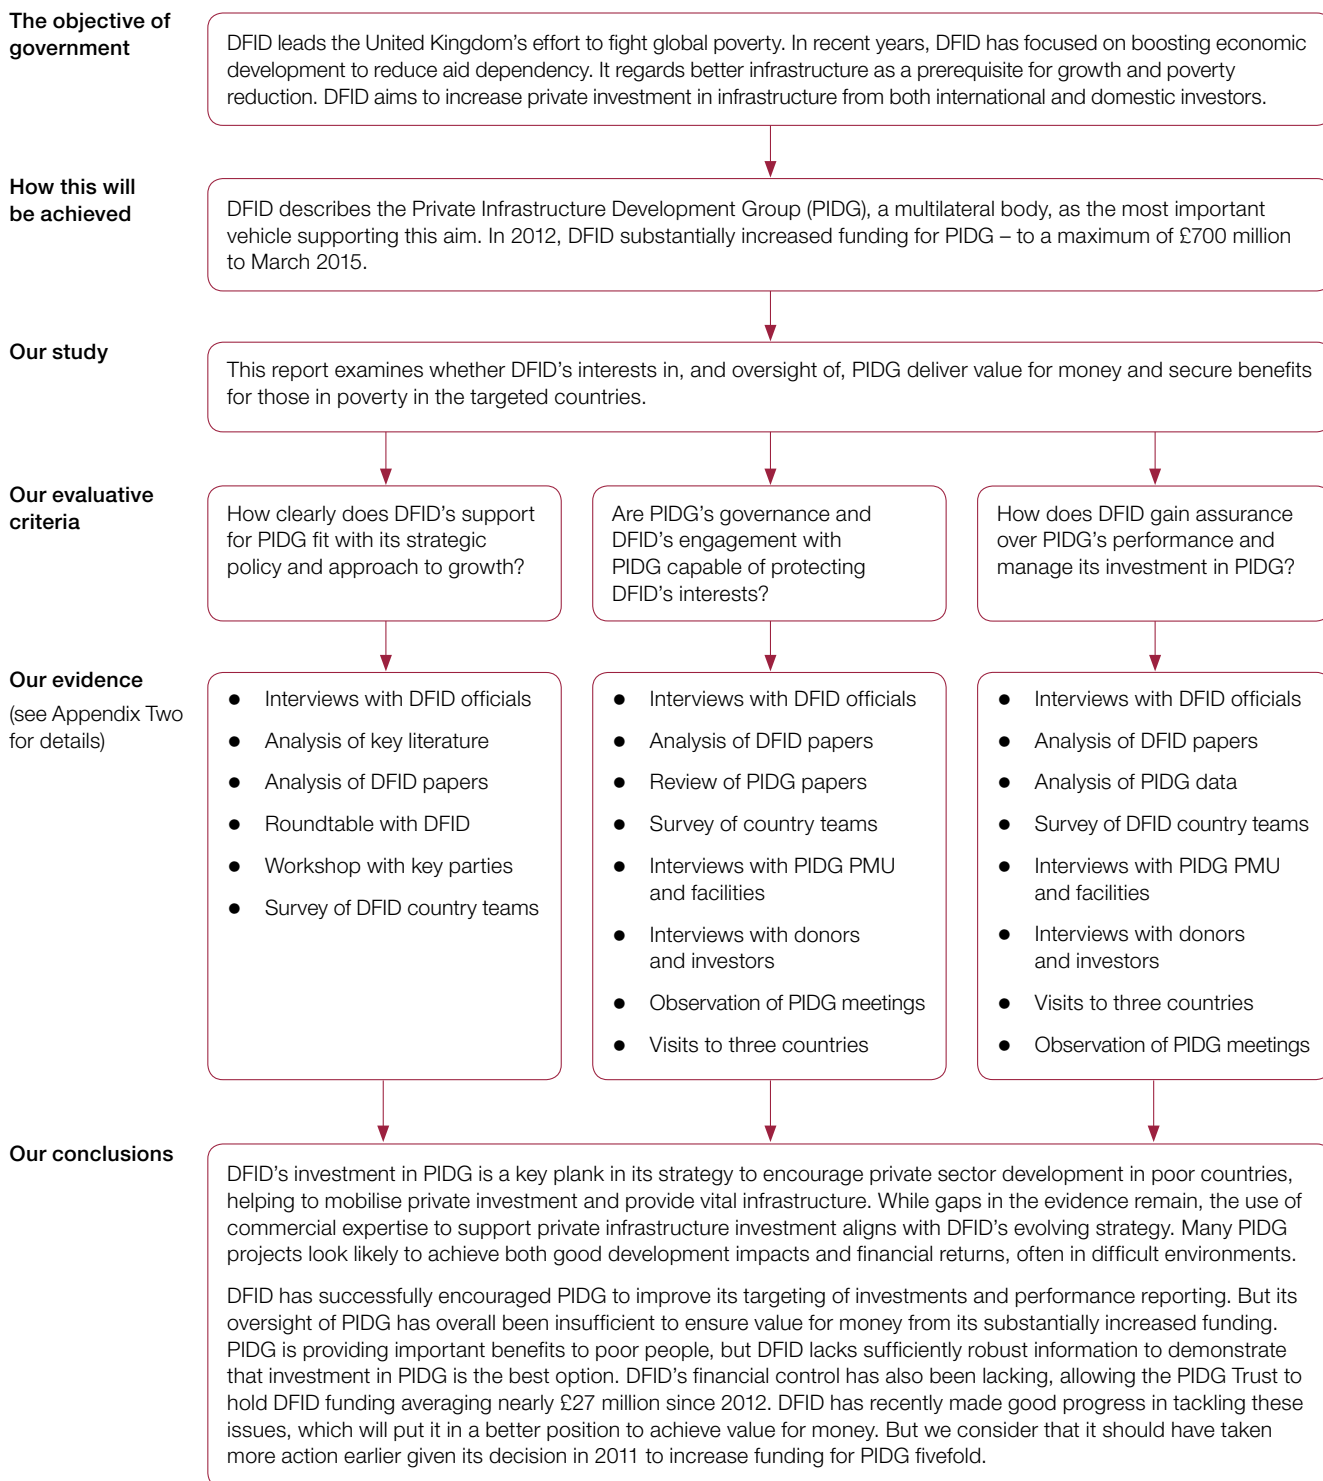 The objective of
government
DFID leads the United Kingdom's effort to fight global poverty. In recent years, DFID has focused on boosting economic
development to reduce aid dependency. It regards better infrastructure as a prerequisite for growth and poverty
reduction. DFID aims to increase private investment in infrastructure from both international and domestic investors.
How this will
be achieved
DFID describes the Private Infrastructure Development Group (PIDG), a multilateral body, as the most important
vehicle supporting this aim. In 2012, DFID substantially increased funding for PIDG – to a maximum of £700 million
to March 2015.
Our study
This report examines whether DFID's interests in, and oversight of, PIDG deliver value for money and secure benefits
for those in poverty in the targeted countries.
Our evaluative
criteria
How clearly does DFID's support
for PIDG fit with its strategic
policy and approach to growth?
Are PIDG's governance and
DFID's engagement with
PIDG capable of protecting
DFID's interests?
How does DFID gain assurance
over PIDG's performance and
manage its investment in PIDG?
Our evidence
(see Appendix Two
for details)
● Interviews with DFID officials
● Analysis of key literature
● Analysis of DFID papers
● Roundtable with DFID
● Workshop with key parties
● Survey of DFID country teams
● Interviews with DFID officials
● Analysis of DFID papers
● Review of PIDG papers
● Survey of country teams
● Interviews with PIDG PMU
and facilities
● Interviews with donors
and investors
● Observation of PIDG meetings
● Visits to three countries
● Interviews with DFID officials
● Analysis of DFID papers
● Analysis of PIDG data
● Survey of DFID country teams
● Interviews with PIDG PMU
and facilities
● Interviews with donors
and investors
● Visits to three countries
● Observation of PIDG meetings
Our conclusions
DFID's investment in PIDG is a key plank in its strategy to encourage private sector development in poor countries,
helping to mobilise private investment and provide vital infrastructure. While gaps in the evidence remain, the use of
commercial expertise to support private infrastructure investment aligns with DFID's evolving strategy. Many PIDG
projects look likely to achieve both good development impacts and financial returns, often in difficult environments.
DFID has successfully encouraged PIDG to improve its targeting of investments and performance reporting. But its
oversight of PIDG has overall been insufficient to ensure value for money from its substantially increased funding.
PIDG is providing important benefits to poor people, but DFID lacks sufficiently robust information to demonstrate
that investment in PIDG is the best option. DFID's financial control has also been lacking, allowing the PIDG Trust to
hold DFID funding averaging nearly £27 million since 2012. DFID has recently made good progress in tackling these
issues, which will put it in a better position to achieve value for money. But we consider that it should have taken
more action earlier given its decision in 2011 to increase funding for PIDG fivefold.